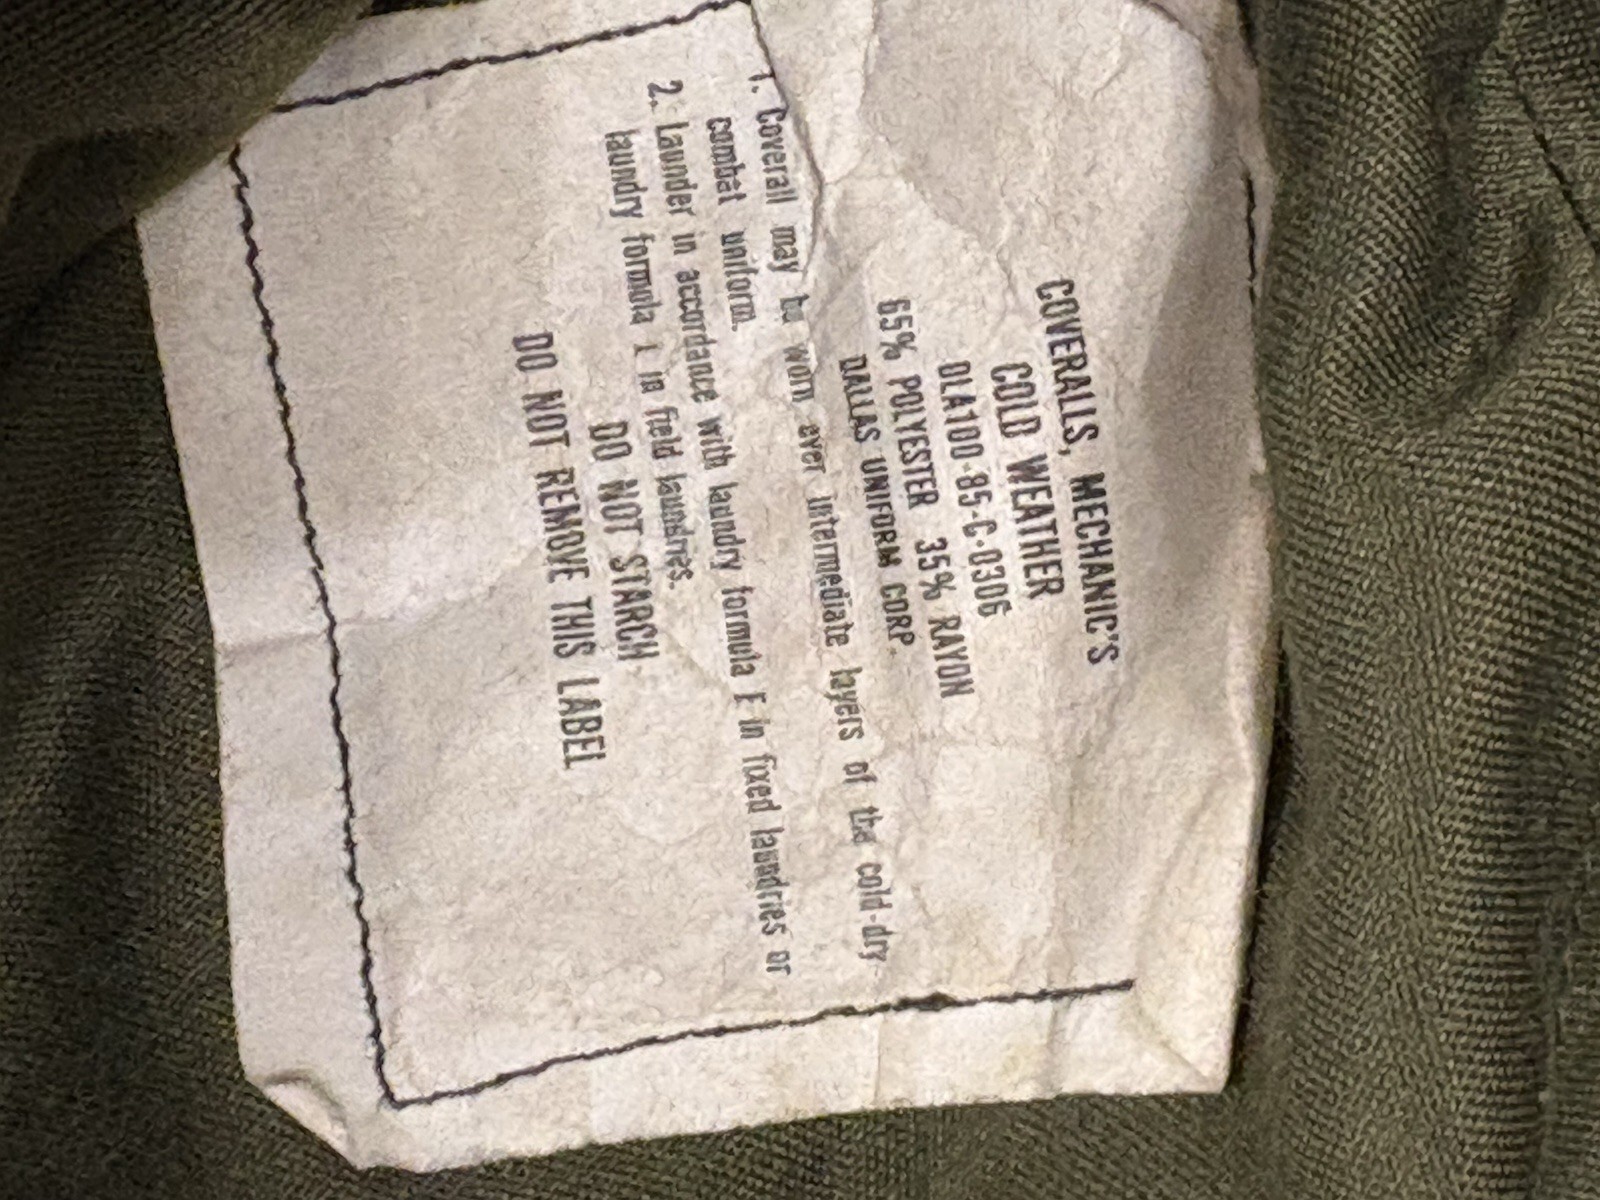 COVERALLS, MECHANIC'S
COLD WEATHER
DLA100-85-C-0306
65% POLYESTER 35% RAYON
DALLAS UNIFORM CORP.
1. Coverall may be worn over intermediate layers of the cold-dry
combat uniform.
2. Launder in accordance with laundry formula E in fixed laundries or
laundry formula L in field laundries.
DO NOT STARCH
DO NOT REMOVE THIS LABEL